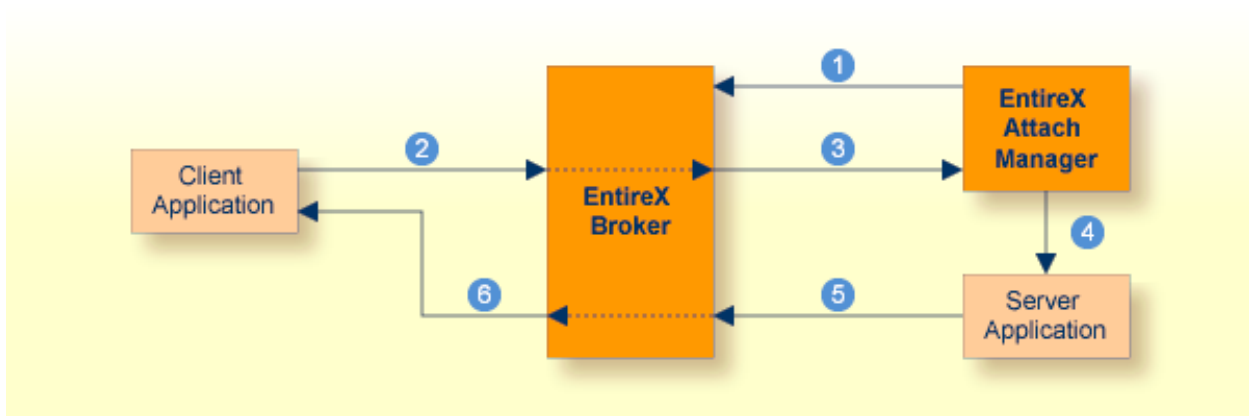 1
EntireX
Attach
Manager
2
3
Client
Application
EntireX
Broker
4
6
5
Server
Application